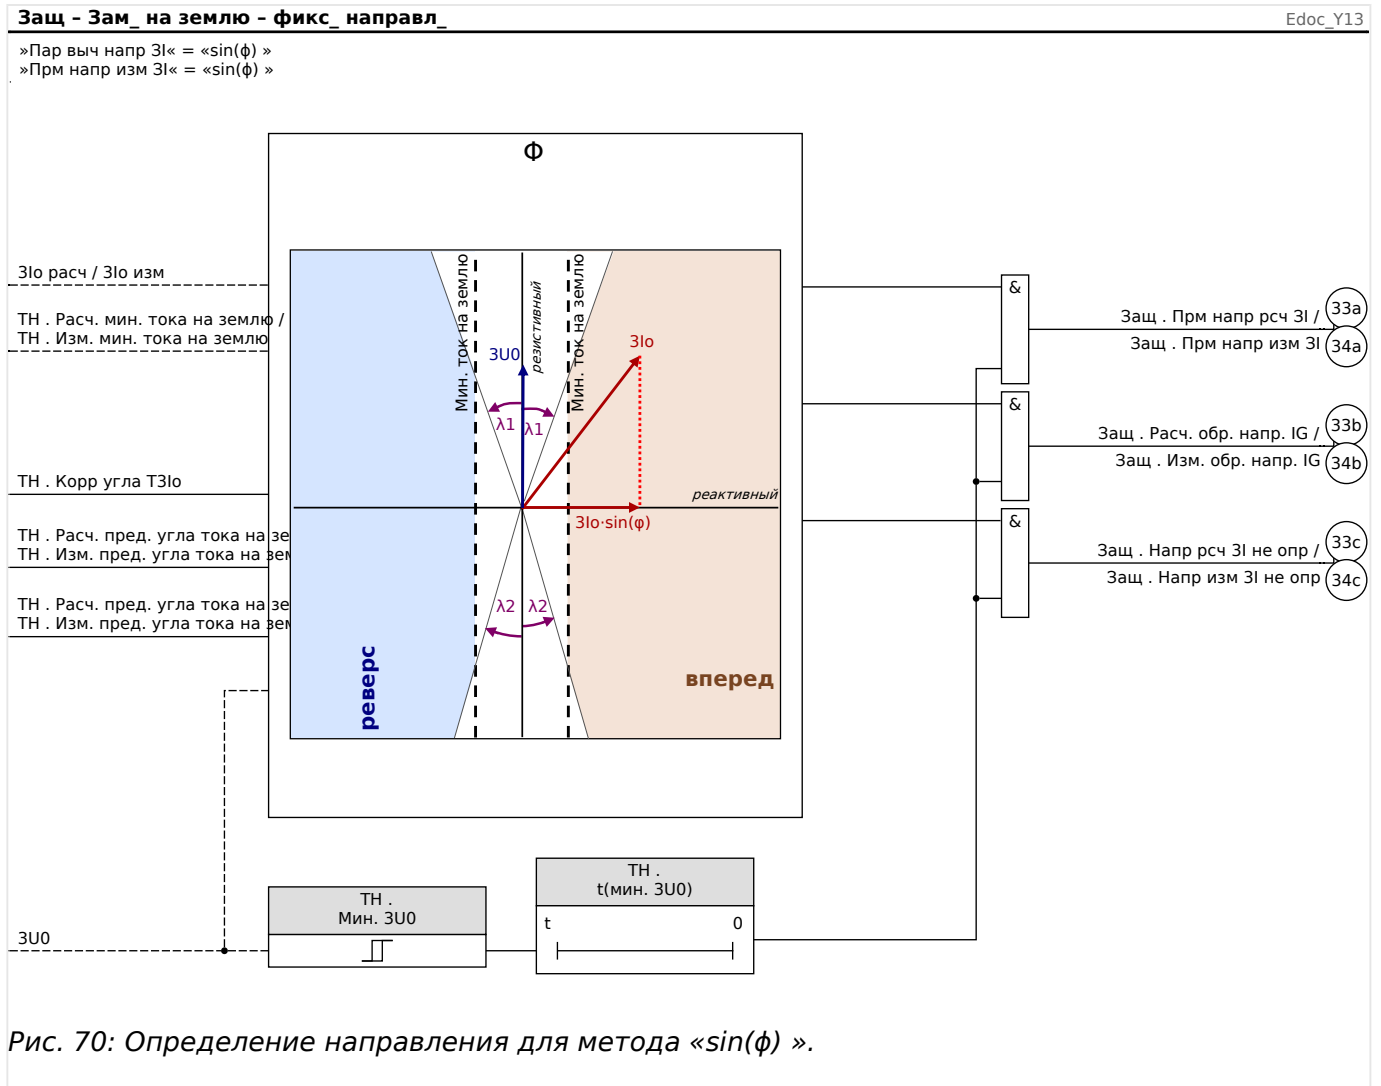 Защ – Зам_ на землю – фикс_ направл_
Edoc_Y13
»Пар выч напр 3I« = «sin(ϕ) »
»Прм напр изм 3I« = «sin(ϕ) »
Φ
3Io расч / 3Io изм
ТН . Расч. мин. тока на землю /
ТН . Изм. мин. тока на землю
ТН . Корр угла Т3Io
ТН . Расч. пред. угла тока на зе
ТН . Изм. пред. угла тока на зем
ТН . Расч. пред. угла тока на зе
ТН . Изм. пред. угла тока на зем
3U0
Мин. ток на землю
резистивный
Мин. ток на землю
3U0
3Io
λ1
λ1
реактивный
3Io·sin(φ)
λ2
λ2
реверс
вперед
&
Защ . Прм напр рсч 3I /
33a
Защ . Прм напр изм 3I
34a
&
Защ . Расч. обр. напр. IG /
33b
Защ . Изм. обр. напр. IG
34b
&
Защ . Напр рсч 3I не опр /
33c
Защ . Напр изм 3I не опр
34c
ТН .
Мин. 3U0
ТН .
t(мин. 3U0)
t
0
Рис. 70: Определение направления для метода «sin(ϕ) ».